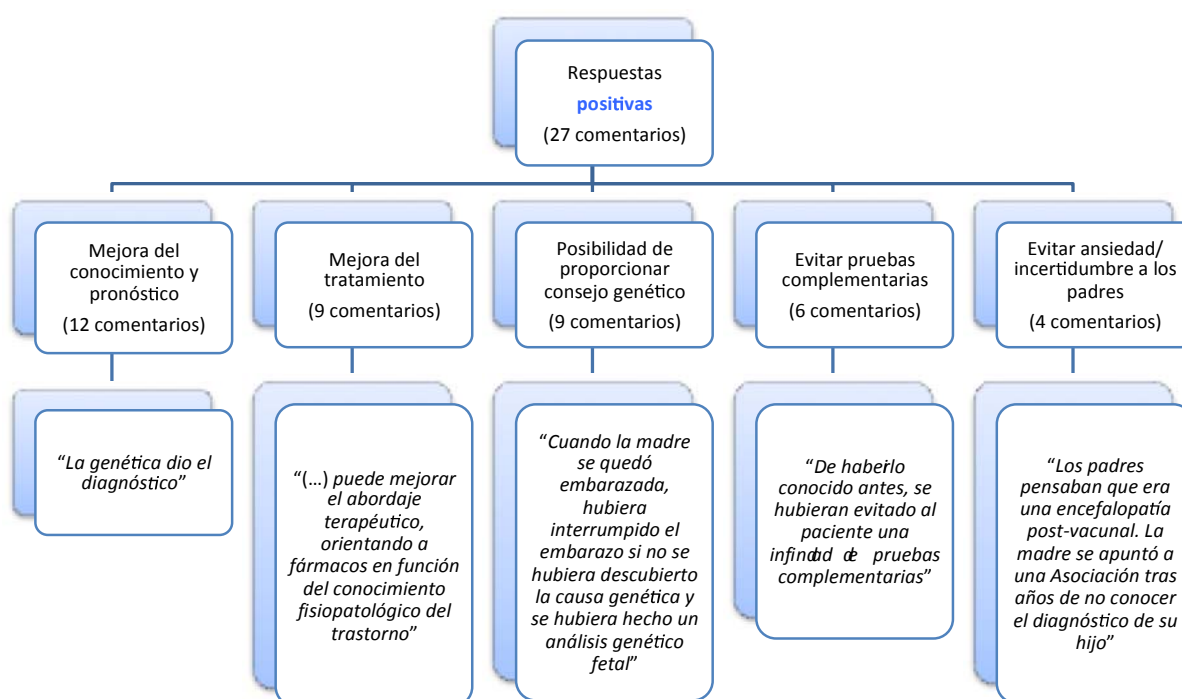 Respuestas
positivas
(27 comentarios)
Mejora del
conocimiento y
pronóstico
(12 comentarios)
Mejora del
tratamiento
(9 comentarios)
Posibilidad de
proporcionar
consejo genético
(9 comentarios)
Evitar pruebas
complementarias
(6 comentarios)
Evitar ansiedad/
incertidumbre a los
padres
(4 comentarios)
“La genética dio el
diagnóstico”
“(...) puede mejorar
el abordaje
terapéutico,
orientando a
fármacos en función
del conocimiento
fisiopatológico del
trastorno”
“Cuando la madre
se quedó
embarazada,
hubiera
interrumpido el
embarazo si no se
hubiera descubierto
la causa genética y
se hubiera hecho un
análisis genético
fetal”
“De haberlo
conocido antes, se
hubieran evitado al
paciente una
infinidad de pruebas
complementarias”
“Los padres
pensaban que era
una encefalopatía
post-vacunal. La
madre se apuntó a
una Asociación tras
años de no conocer
el diagnóstico de su
hijo”